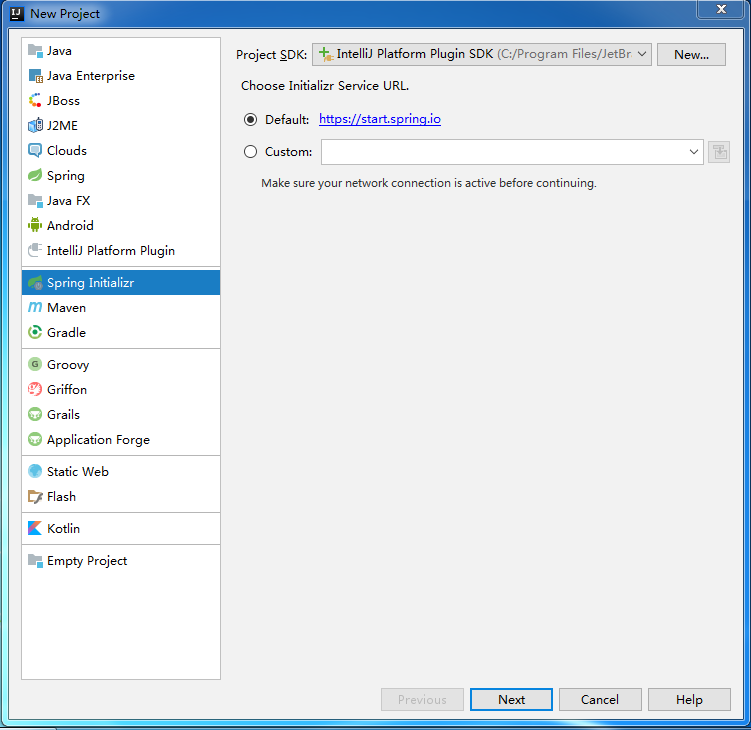 New Project
Java
Java Enterprise
JBoss
J2ME
Clouds
Spring
Java FX
Android
IntelliJ Platform Plugin
Spring Initializr
Maven
Gradle
Groovy
Griffon
Grails
Application Forge
Static Web
Flash
Kotlin
Empty Project
Project SDK: IntelliJ Platform Plugin SDK (C:/Program Files/JetBr New...
Choose Initializr Service URL.
Default: https://start.spring.io
Custom:
Make sure your network connection is active before continuing.
Previous Next Cancel Help